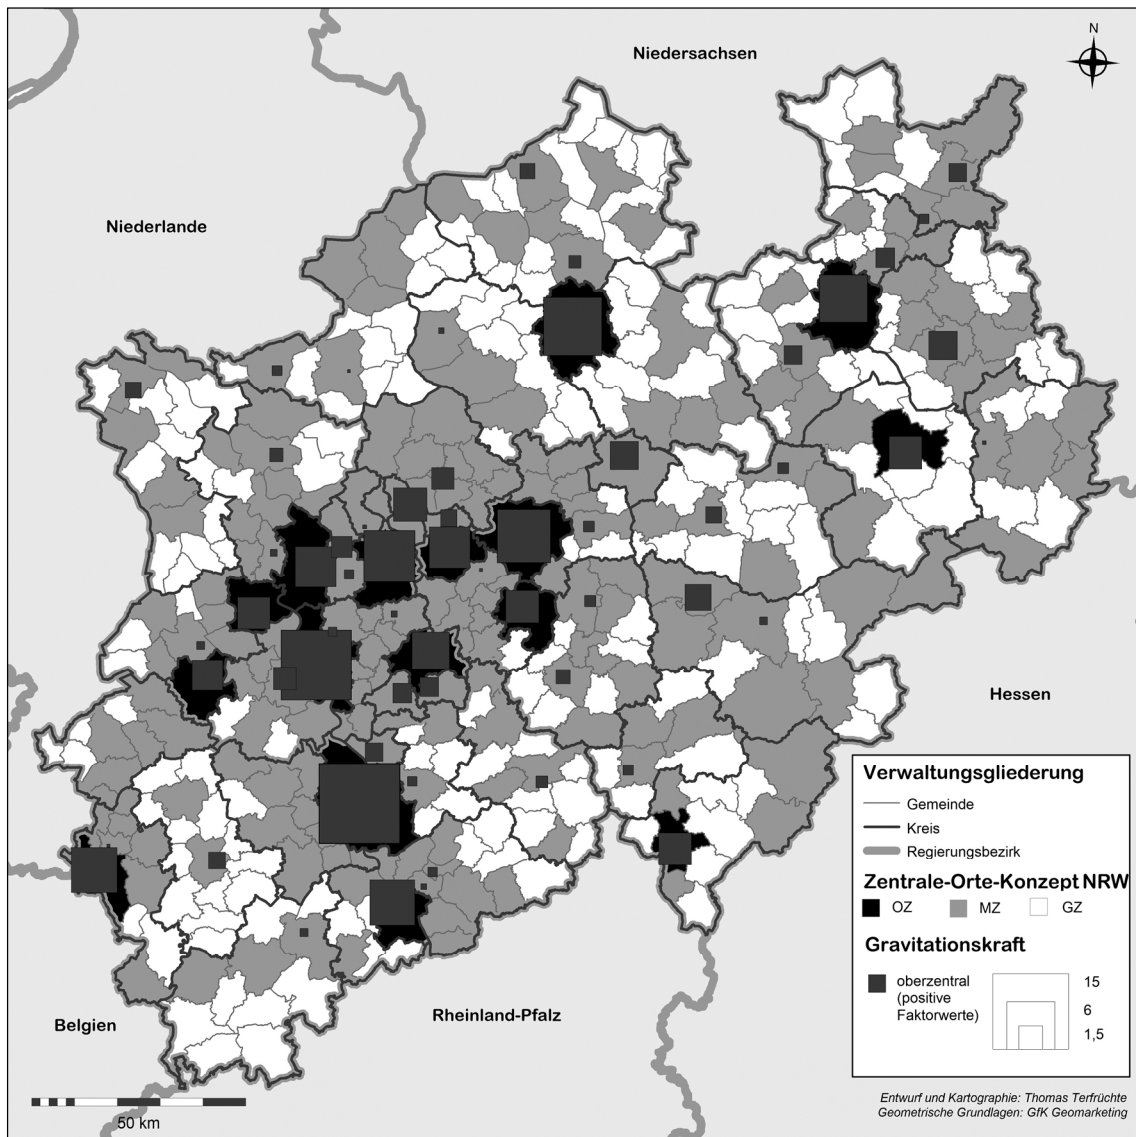 Niedersachsen
N
Niederlande
Hessen
Belgien
Rheinland-Pfalz
50 km
Verwaltungsgliederung
Gemeinde
Kreis
Regierungsbezirk
Zentrale-Orte-Konzept NRW
OZ MZ GZ
Gravitationskraft
oberzentral
(positive
Faktorwerte)
15
6
1,5
Entwurf und Kartographie: Thomas Terfrüchte
Geometrische Grundlagen: GfK Geomarketing